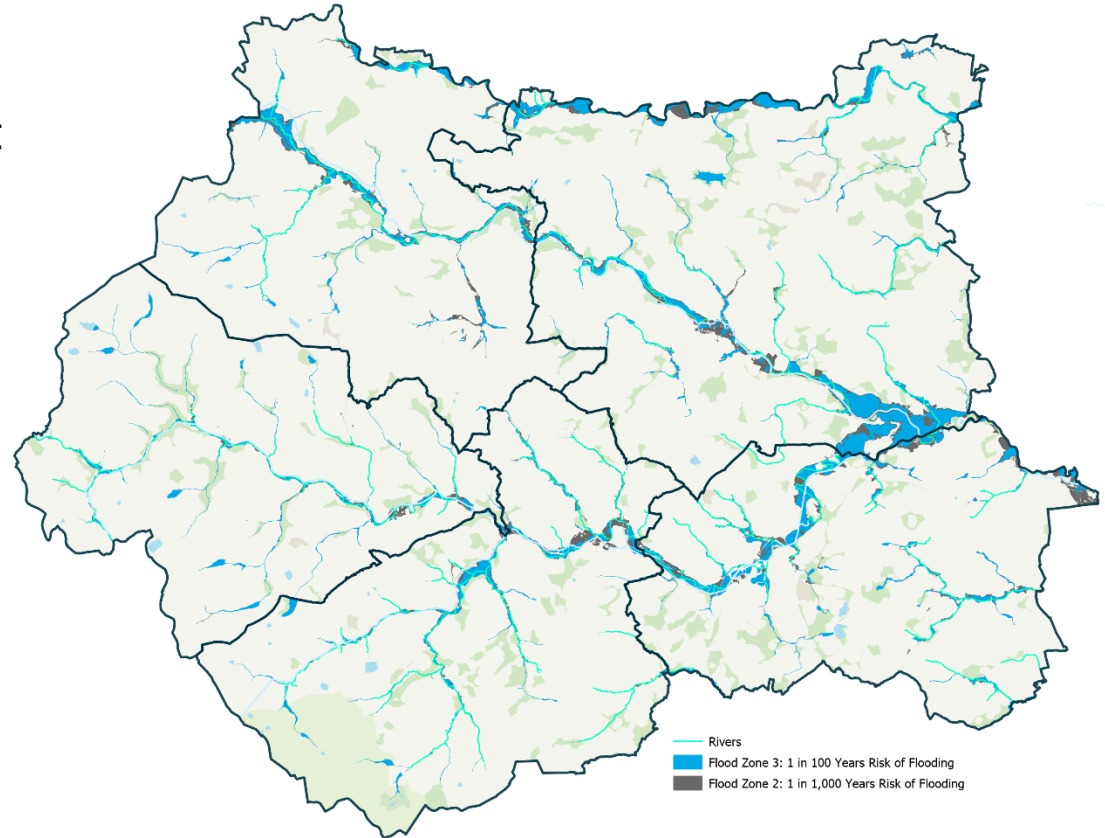 Rivers
Flood Zone 3: 1 in 100 Years Risk of Flooding
Flood Zone 2: 1 in 1,000 Years Risk of Flooding